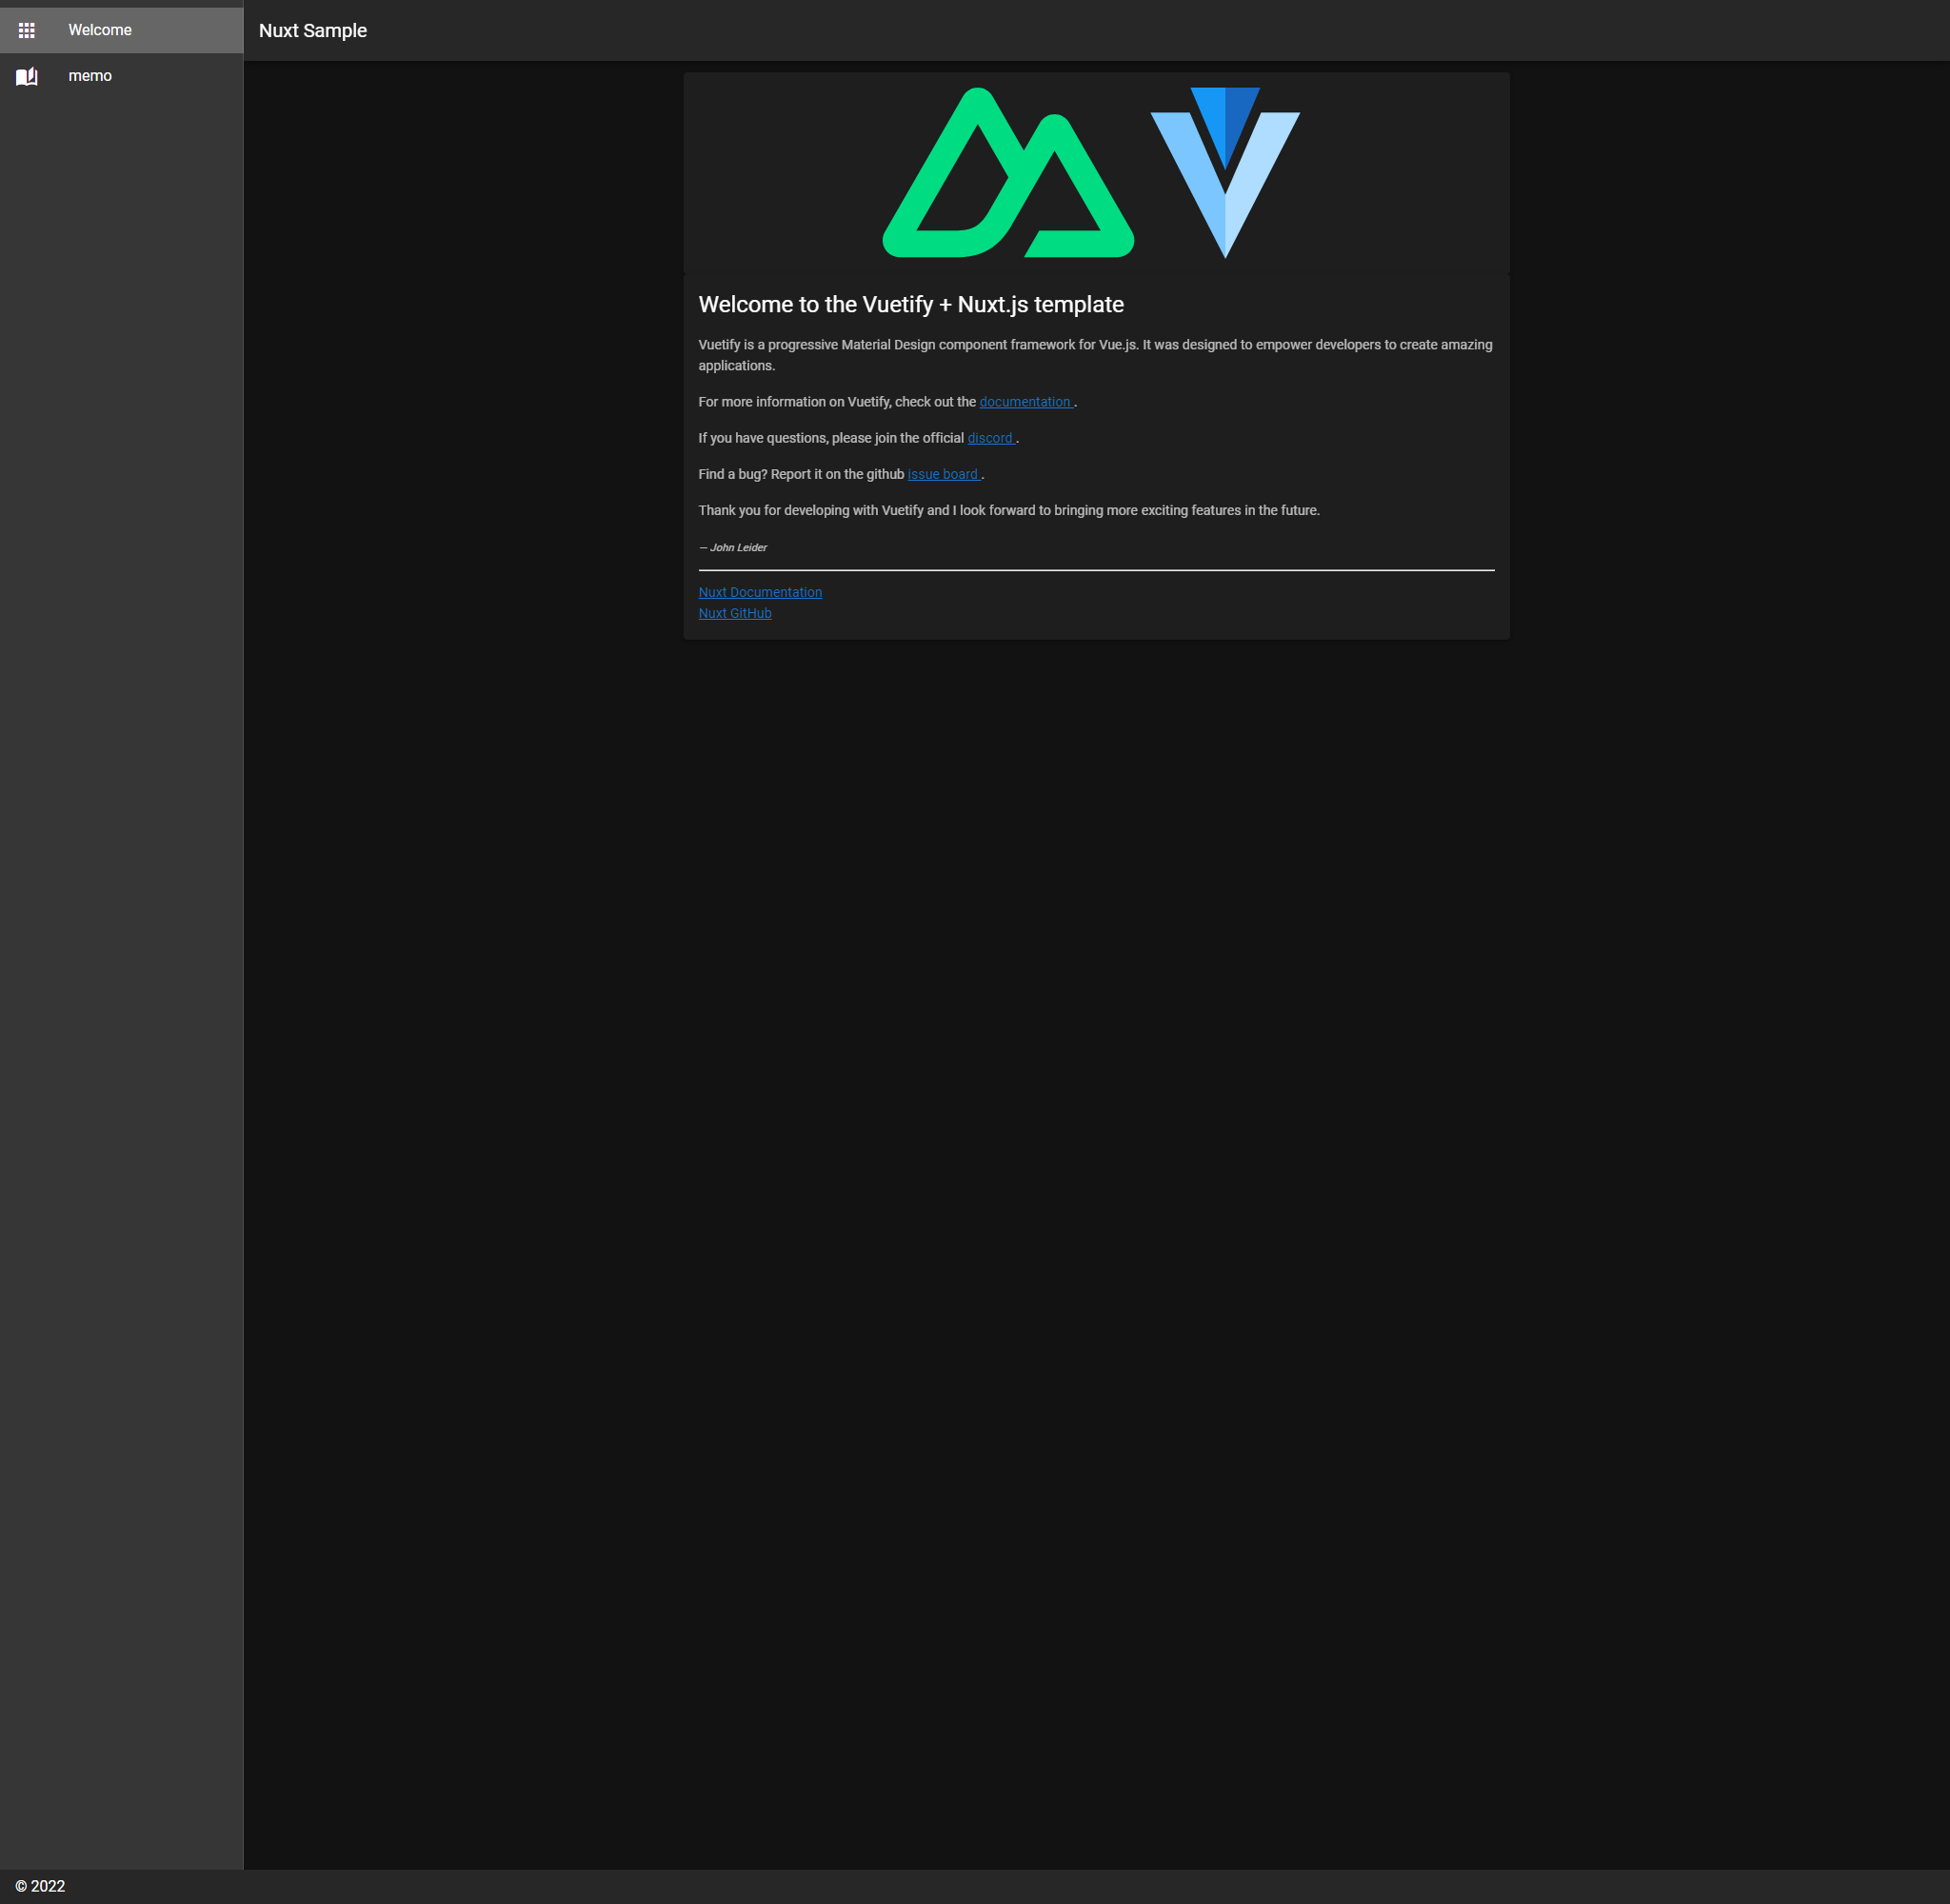 Welcome
memo
Nuxt Sample
Welcome to the Vuetify + Nuxt.js template
Vuetify is a progressive Material Design component framework for Vue.js. It was designed to empower developers to create amazing
applications.
For more information on Vuetify, check out the documentation .
If you have questions, please join the official discord .
Find a bug? Report it on the github issue board .
Thank you for developing with Vuetify and I look forward to bringing more exciting features in the future.
— John Leider
Nuxt Documentation
Nuxt GitHub
© 2022